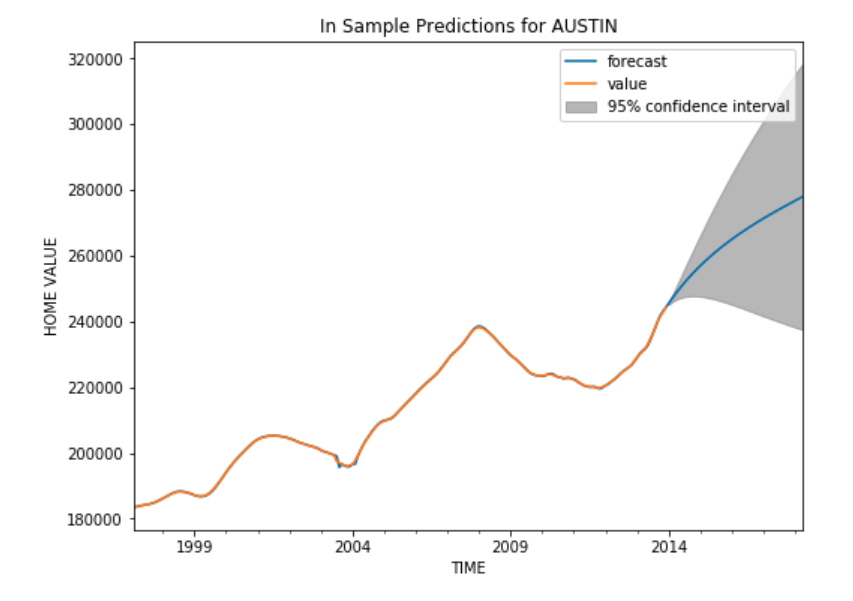 In Sample Predictions for AUSTIN
320000
300000
280000
260000
240000
220000
200000
180000
HOME VALUE
forecast
value
95% confidence interval
1999 2004 2009 2014
TIME